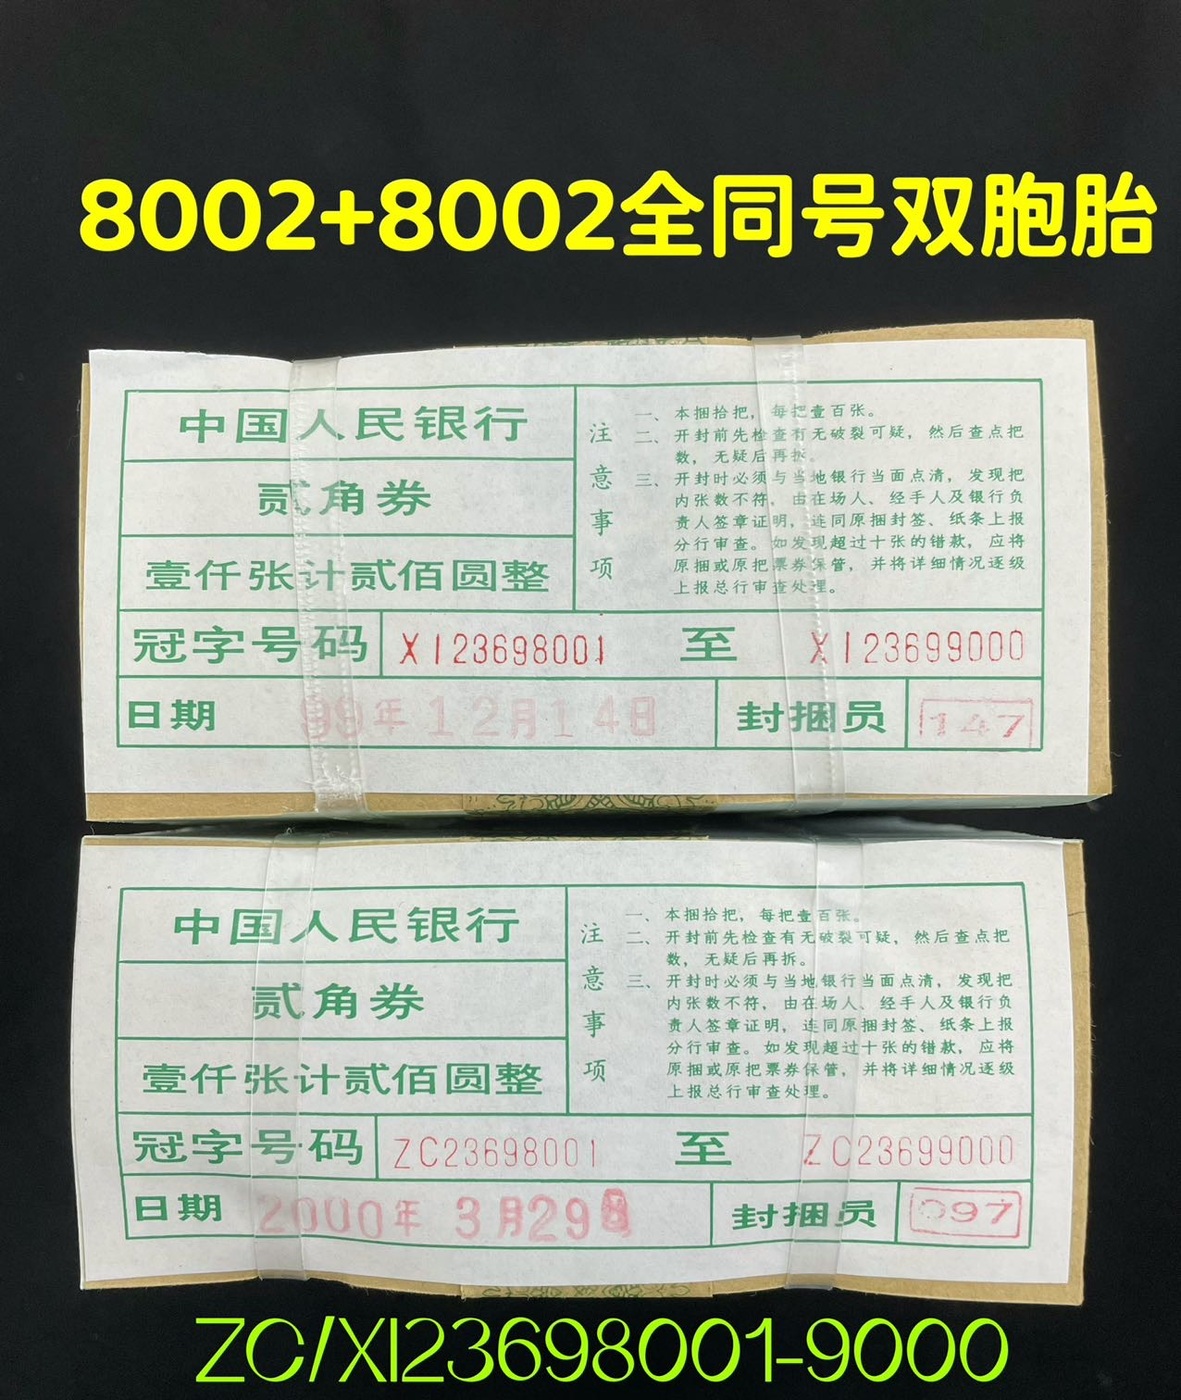 8002+8002全同号双胞胎
中国人民银行
贰角券
壹仟张计贰佰圆整
注意事项
一、本捆拾把，每把壹百张。
二、开封前先检查有无破裂可疑，然后查点把
数，无疑后再拆。
三、开封时必须与当地银行当面点清，发现把
内张数不符，由在场人、经手人及银行负
责人签章证明，连同原捆封签、纸条上报
分行审查。如发现超过十张的错款，应将
原捆或原把票券保管，并将详细情况逐级
上报总行审查处理。
冠字号码 XI23698001 至 XI23699000
日期 99年12月14日 封捆员 147
中国人民银行
贰角券
壹仟张计贰佰圆整
注意事项
一、本捆拾把，每把壹百张。
二、开封前先检查有无破裂可疑，然后查点把
数，无疑后再拆。
三、开封时必须与当地银行当面点清，发现把
内张数不符，由在场人、经手人及银行负
责人签章证明，连同原捆封签、纸条上报
分行审查。如发现超过十张的错款，应将
原捆或原把票券保管，并将详细情况逐级
上报总行审查处理。
冠字号码 ZC23698001 至 ZC23699000
日期 2000年3月29日 封捆员 097
ZC/XI23698001-9000